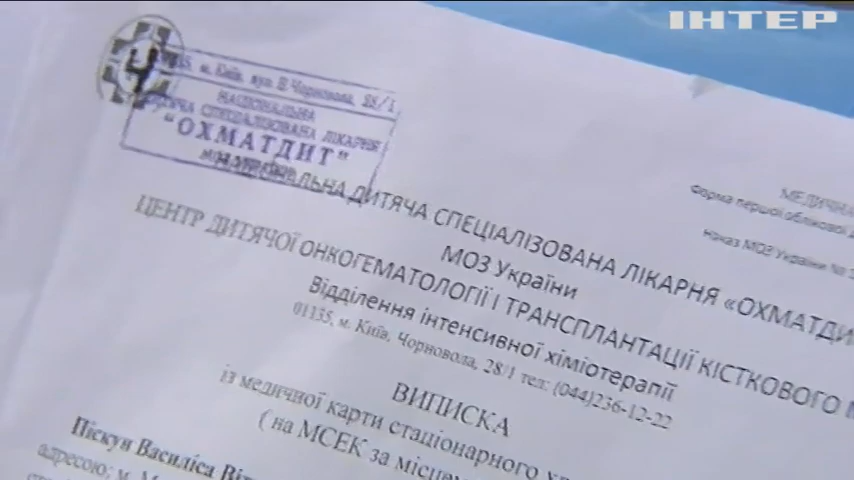 ІНТЕР
м. Київ, вул. В.Чорновола, 28/1
НАЦІОНАЛЬНА
ДИТЯЧА СПЕЦІАЛІЗОВАНА ЛІКАРНЯ
"ОХМАТДИТ"
МЕДИЧНА
Форма первої облікової
Наказ МОЗ України №
НАЦІОНАЛЬНА ДИТЯЧА СПЕЦІАЛІЗОВАНА ЛІКАРНЯ «ОХМАТДИ
МОЗ України
ЦЕНТР ДИТЯЧОЇ ОНКОГЕМАТОЛОГІЇ І ТРАНСПЛАНТАЦІЇ КІСТКОВОГО М
Відділення інтенсивної хіміотерапії
01135, м. Київ, Чорновола, 28/1 тел: (044)236-12-22
ВИПИСКА
із медичної карти стаціонарного х
( на МСЕК за місцем
Піскун Василіса Ві
адресою; м. М